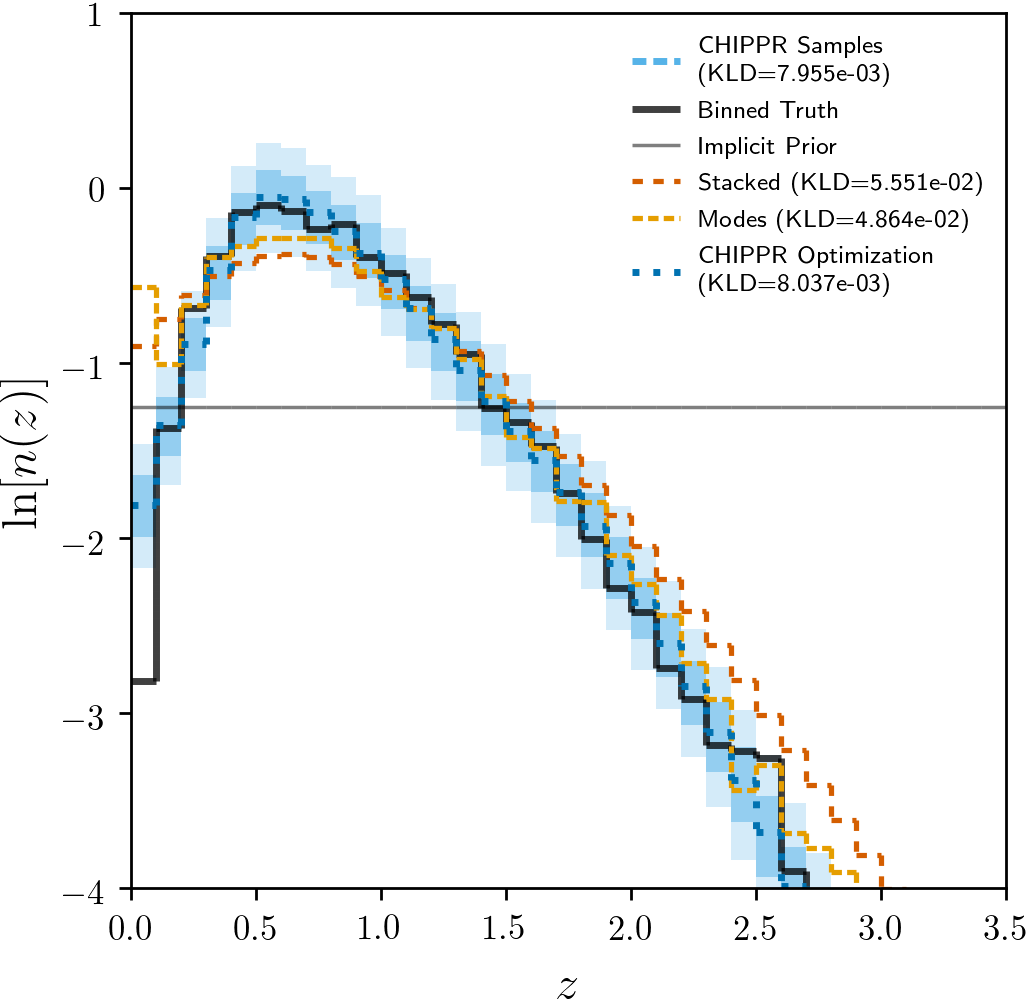 CHIPPR Samples
(KLD=7.955e-03)
Binned Truth
Implicit Prior
Stacked (KLD=5.551e-02)
Modes (KLD=4.864e-02)
CHIPPR Optimization
(KLD=8.037e-03)
ln[n(z)]
1
0
−1
−2
−3
−4
0.0 0.5 1.0 1.5 2.0 2.5 3.0 3.5
z